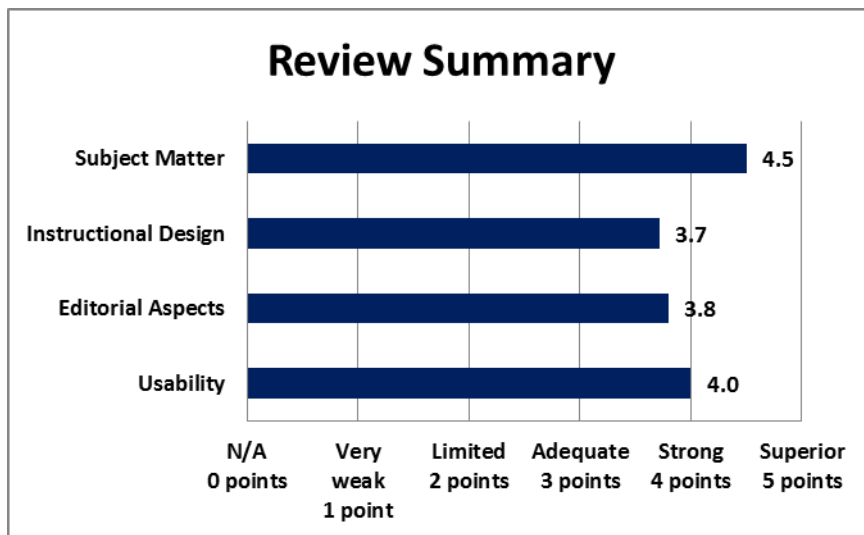 Review Summary
Subject Matter
4.5
Instructional Design
3.7
Editorial Aspects
3.8
Usability
4.0
N/A Very Limited Adequate Strong Superior
0 points weak 2 points 3 points 4 points 5 points
1 point